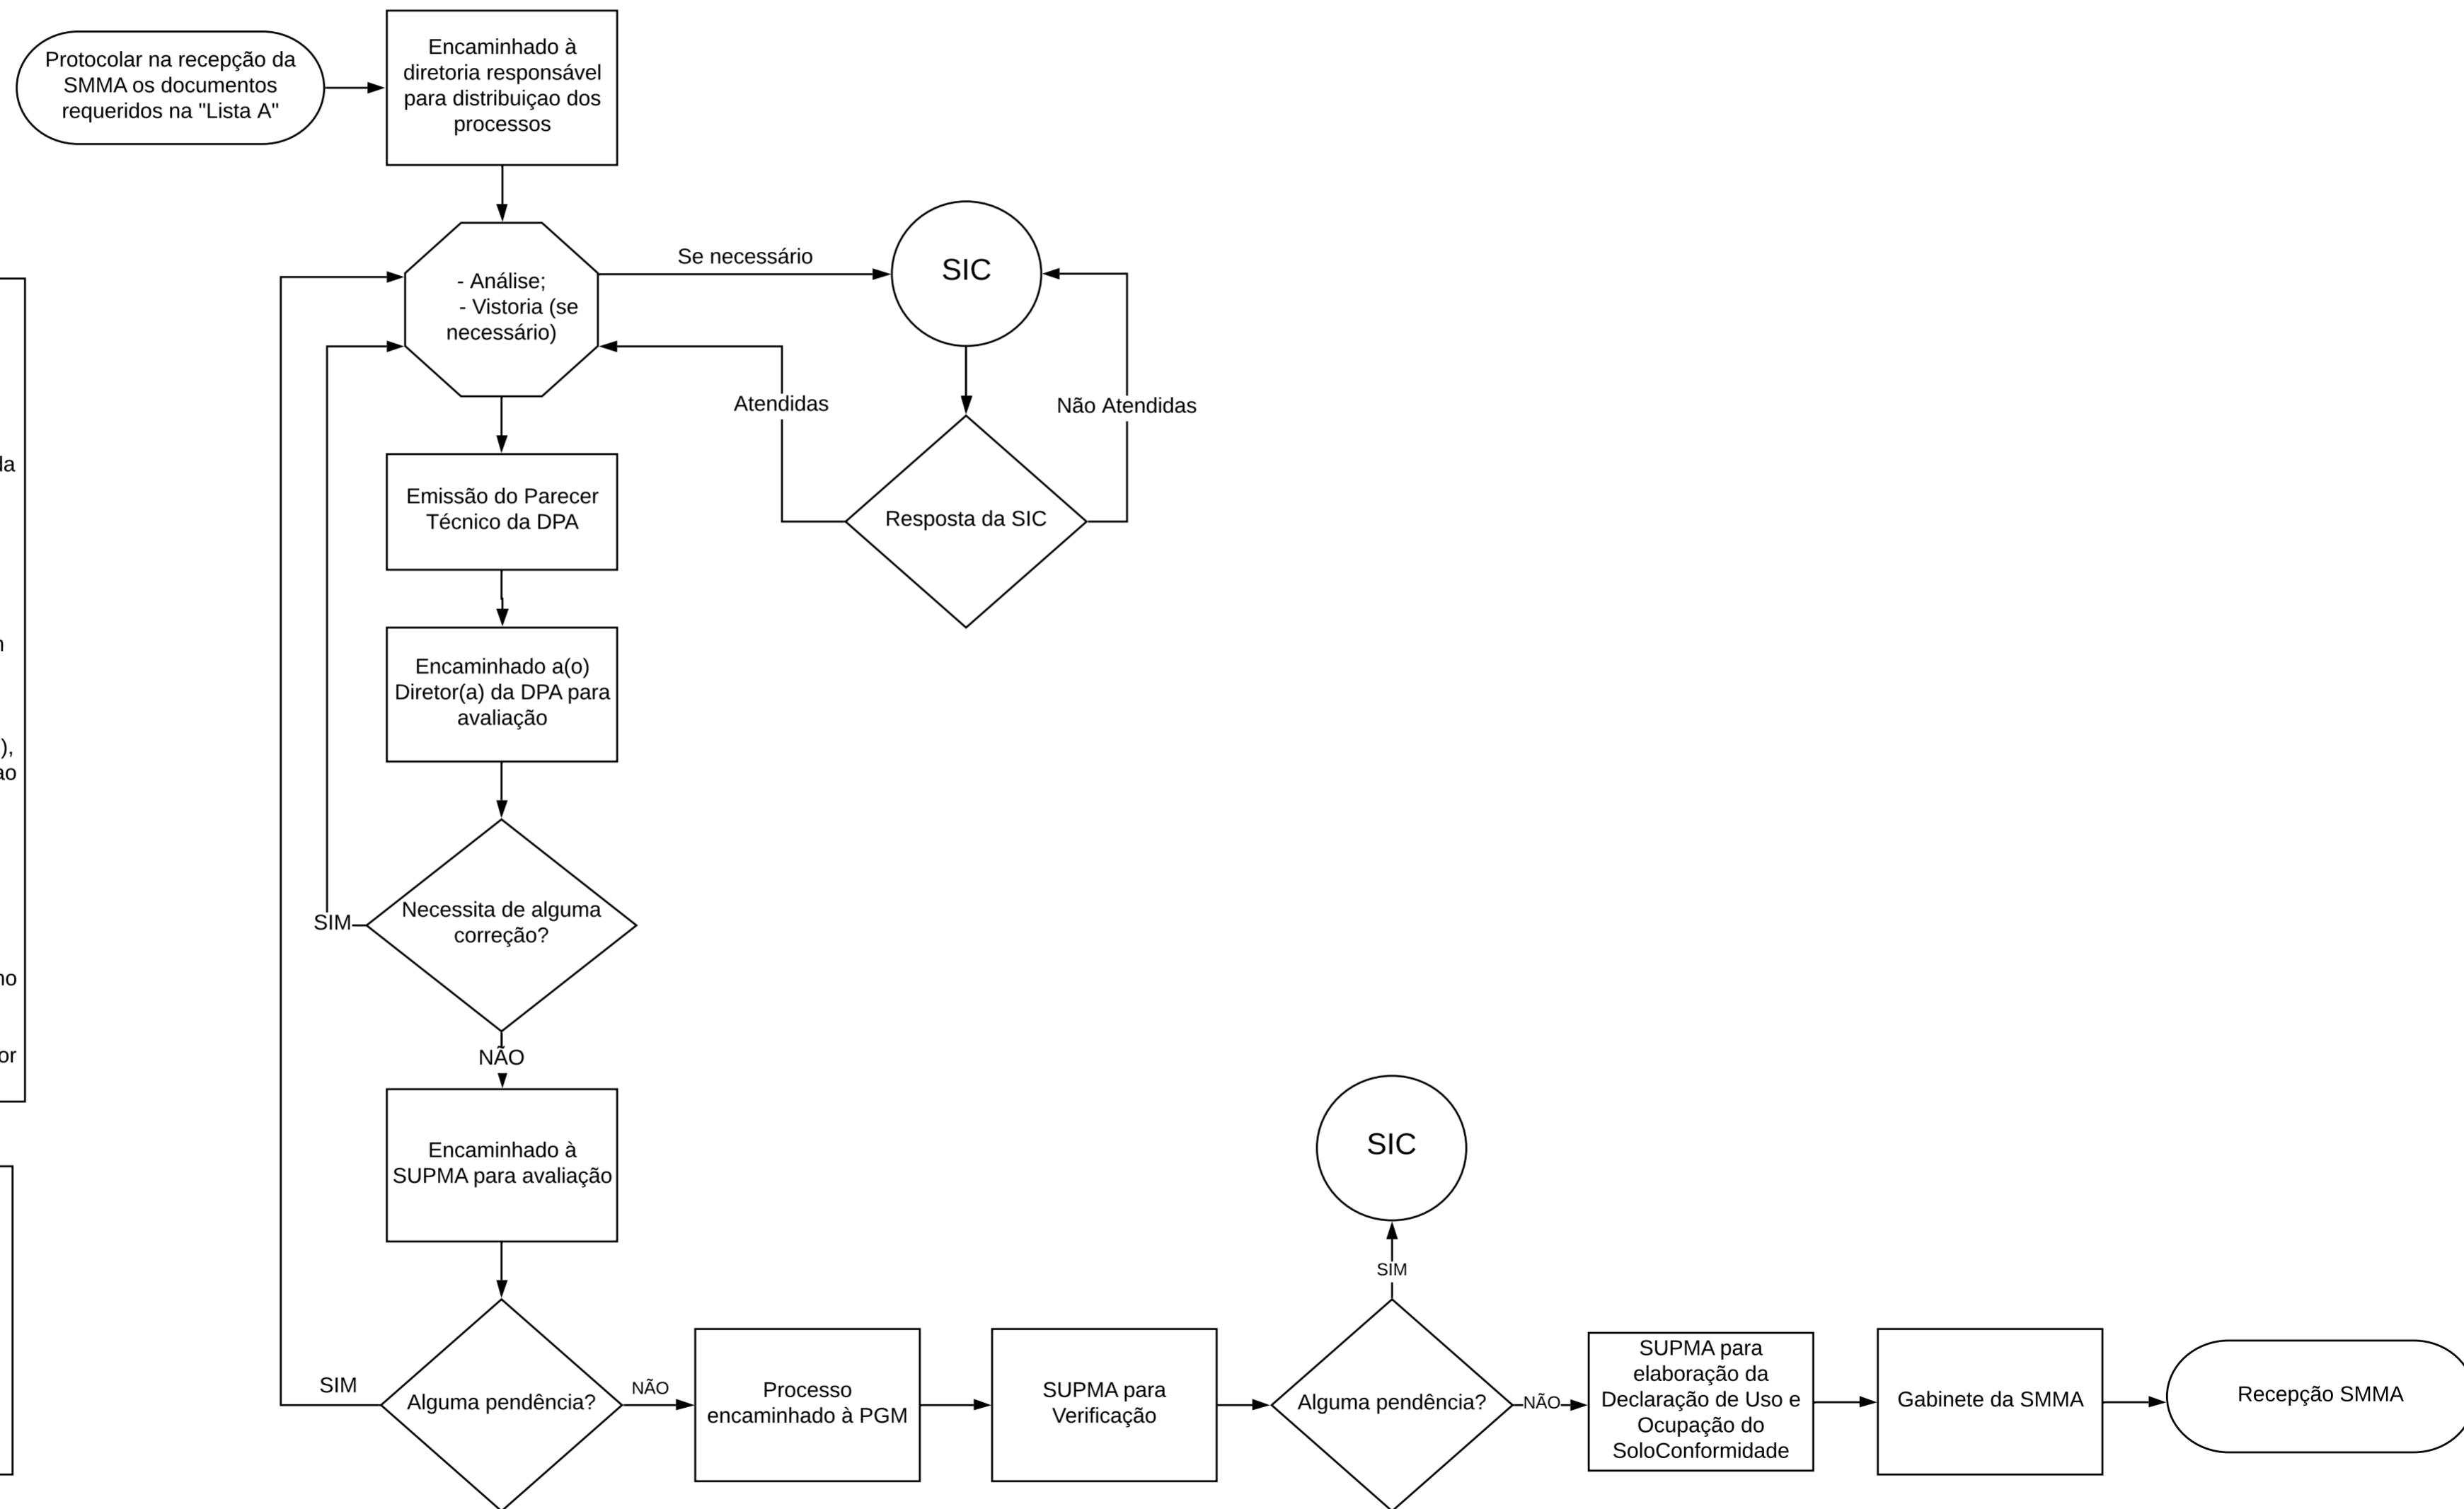 Protocolar na recepção da
SMMA os documentos
requeridos na "Lista A"
Encaminhado à
diretoria responsável
para distribuiçao dos
processos
- Análise;
- Vistoria (se
necessário)
Se necessário
SIC
Atendidas
Não Atendidas
Resposta da SIC
Emissão do Parecer
Técnico da DPA
Encaminhado a(o)
Diretor(a) da DPA para
avaliação
Necessita de alguma
correção?
SIM
NÃO
Encaminhado à
SUPMA para avaliação
Alguma pendência?
SIM
NÃO
Processo
encaminhado à PGM
SUPMA para
Verificação
Alguma pendência?
SIM
SIC
NÃO
SUPMA para
elaboração da
Declaração de Uso e
Ocupação do
SoloConformidade
Gabinete da SMMA
Recepção SMMA